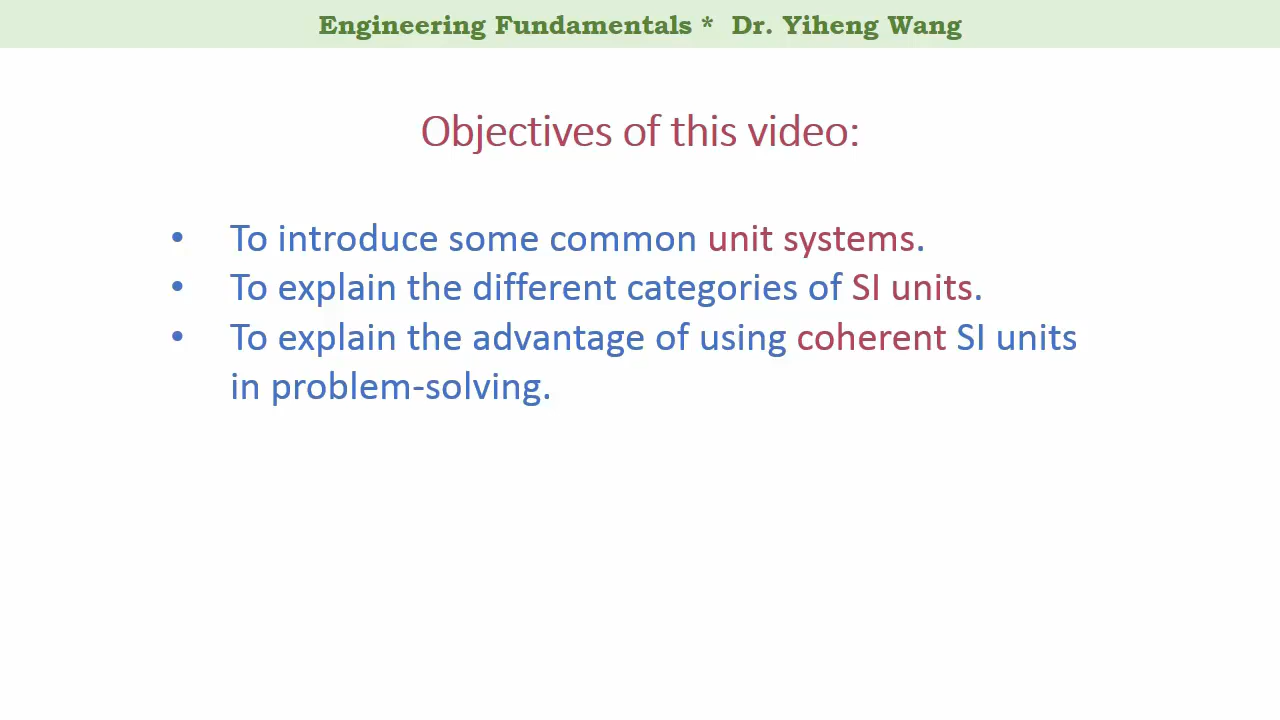 Engineering Fundamentals * Dr. Yiheng Wang
Objectives of this video:
• To introduce some common unit systems.
• To explain the different categories of SI units.
• To explain the advantage of using coherent SI units
in problem-solving.